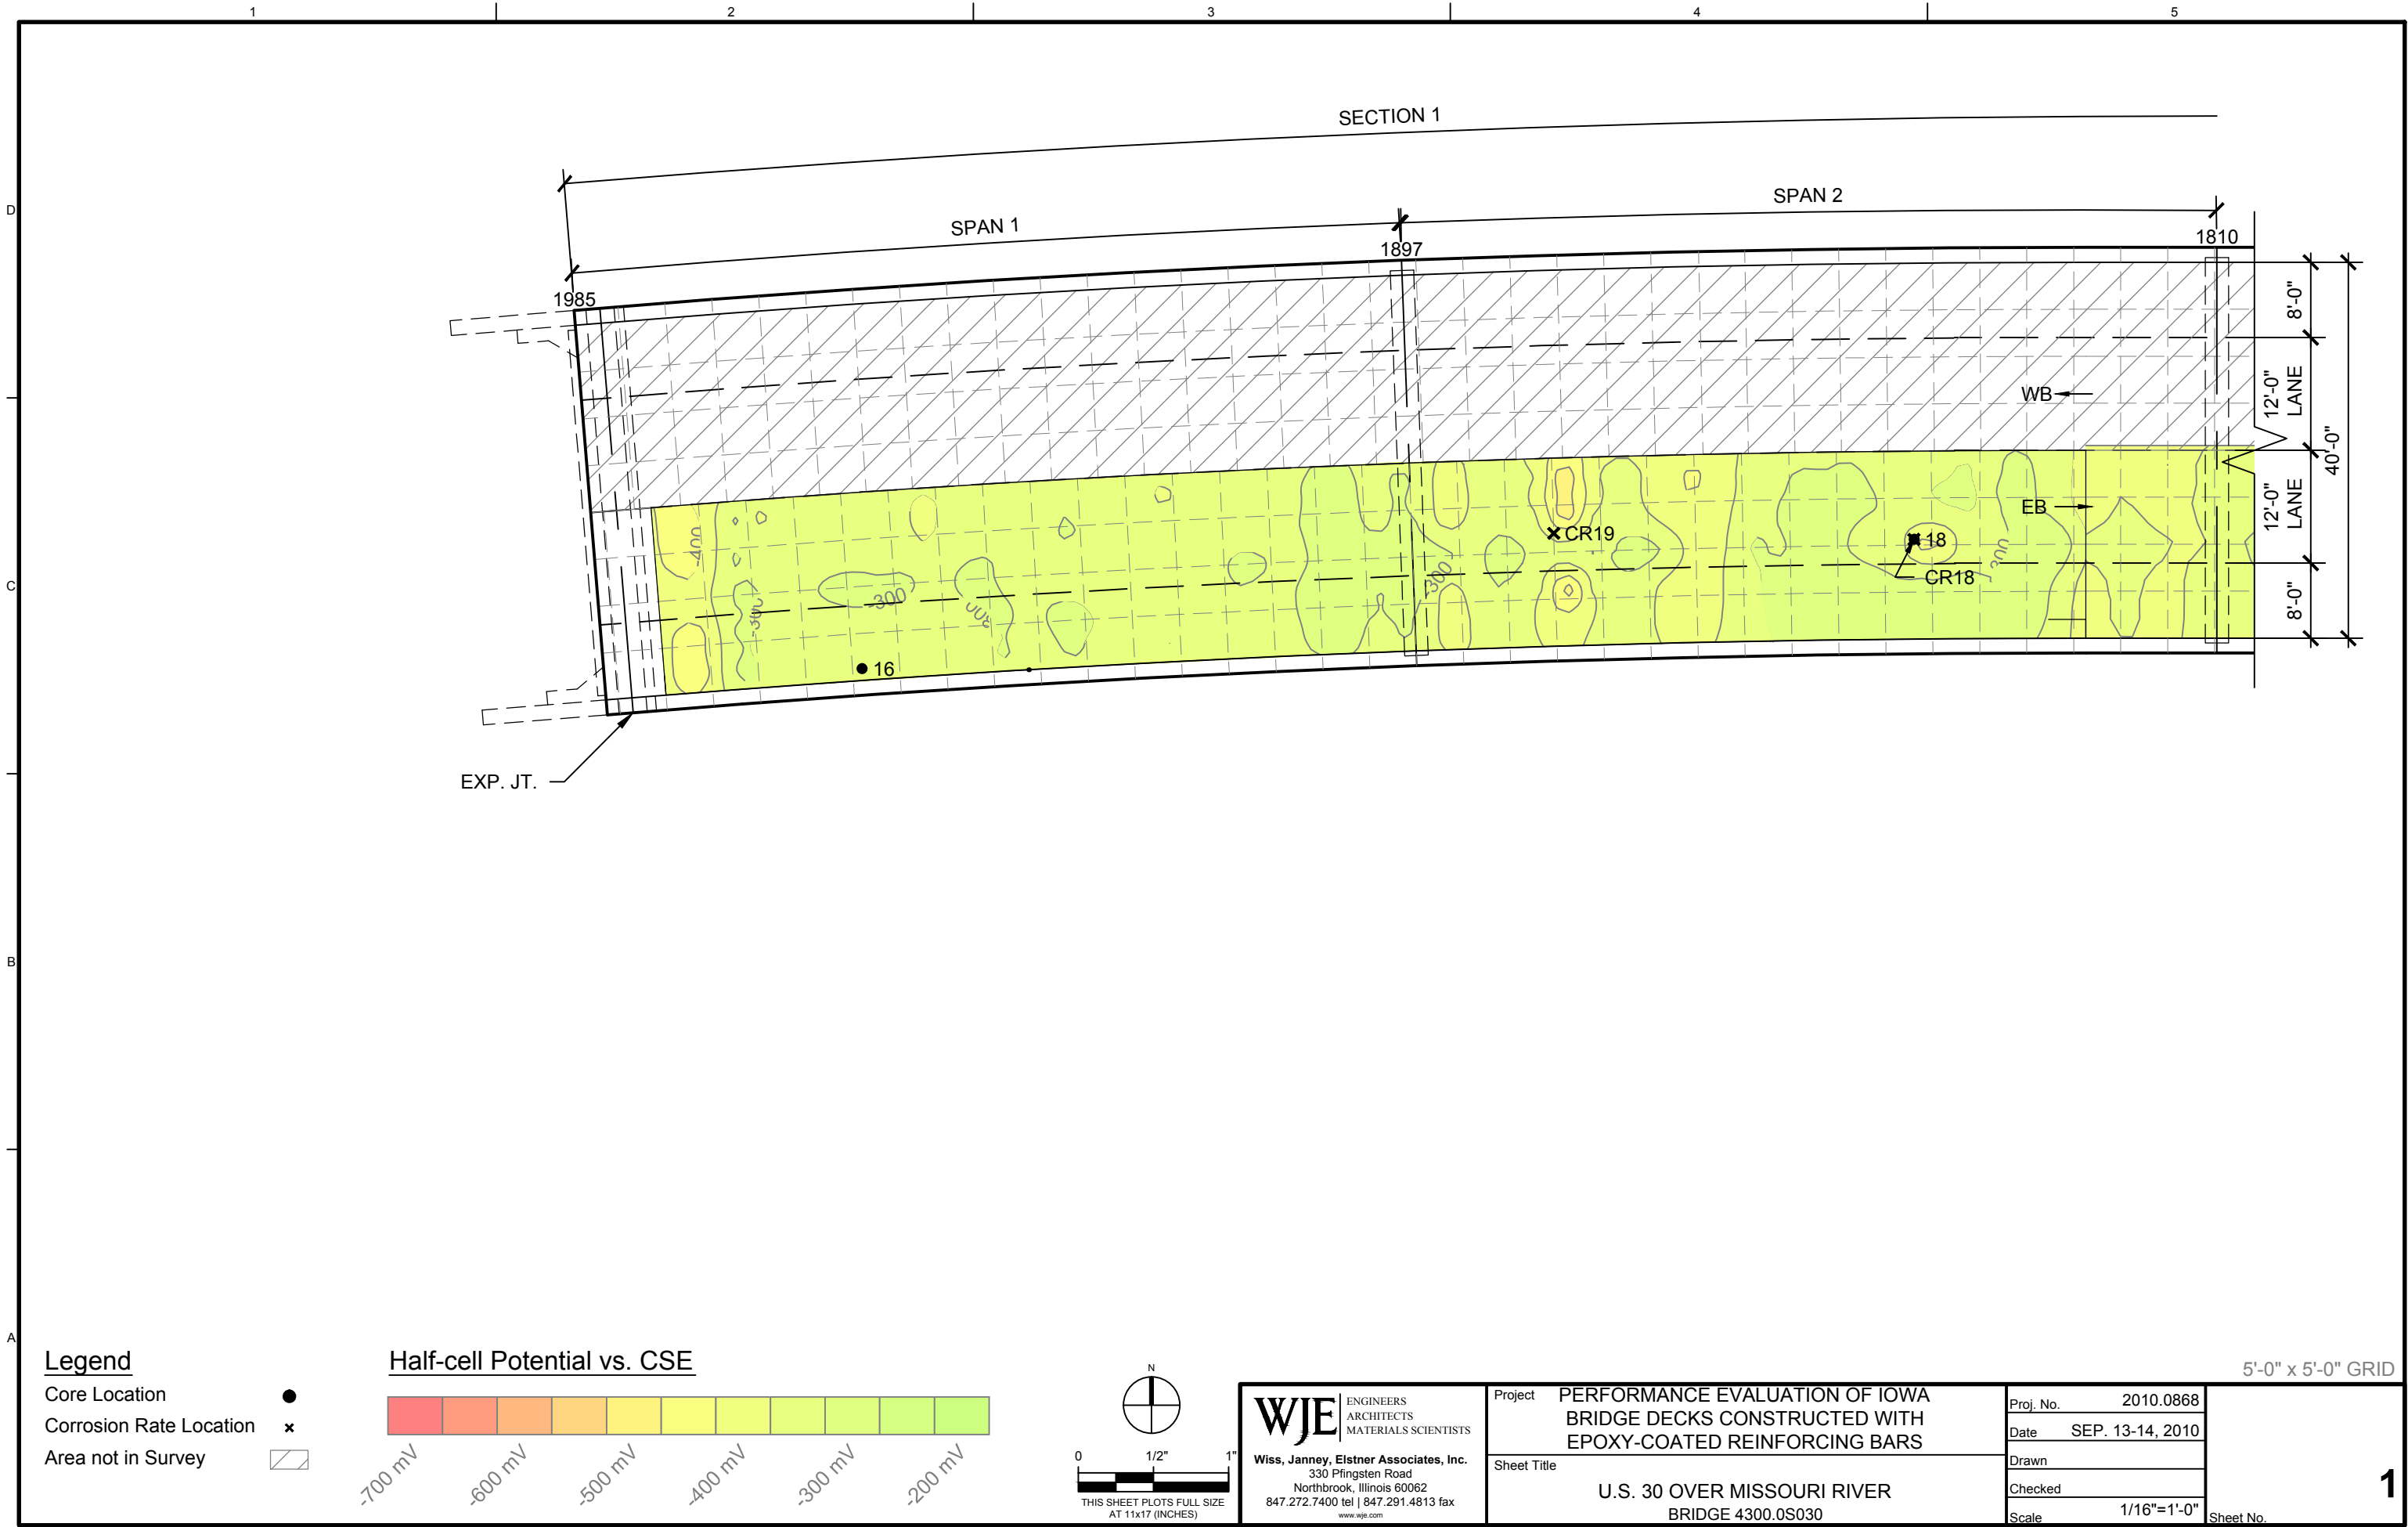 1 2 3 4 5
D
C
B
A
SECTION 1
SPAN 1
SPAN 2
1985
1897
1810
8'-0"
12'-0"
LANE
40'-0"
12'-0"
LANE
8'-0"
WB
EB
-400
-300
-300
300
-300
-300
CR19
18
CR18
16
EXP. JT.
Legend
Core Location
Corrosion Rate Location
Area not in Survey
Half-cell Potential vs. CSE
-700 mV
-600 mV
-500 mV
-400 mV
-300 mV
-200 mV
N
0 1/2" 1"
THIS SHEET PLOTS FULL SIZE
AT 11x17 (INCHES)
WJE
ENGINEERS
ARCHITECTS
MATERIALS SCIENTISTS
Wiss, Janney, Elstner Associates, Inc.
330 Pfingsten Road
Northbrook, Illinois 60062
847.272.7400 tel | 847.291.4813 fax
www.wje.com
Project PERFORMANCE EVALUATION OF IOWA
BRIDGE DECKS CONSTRUCTED WITH
EPOXY-COATED REINFORCING BARS
Sheet Title
U.S. 30 OVER MISSOURI RIVER
BRIDGE 4300.0S030
5'-0" x 5'-0" GRID
Proj. No. 2010.0868
Date SEP. 13-14, 2010
Drawn
Checked
Scale 1/16"=1'-0"
Sheet No.
1